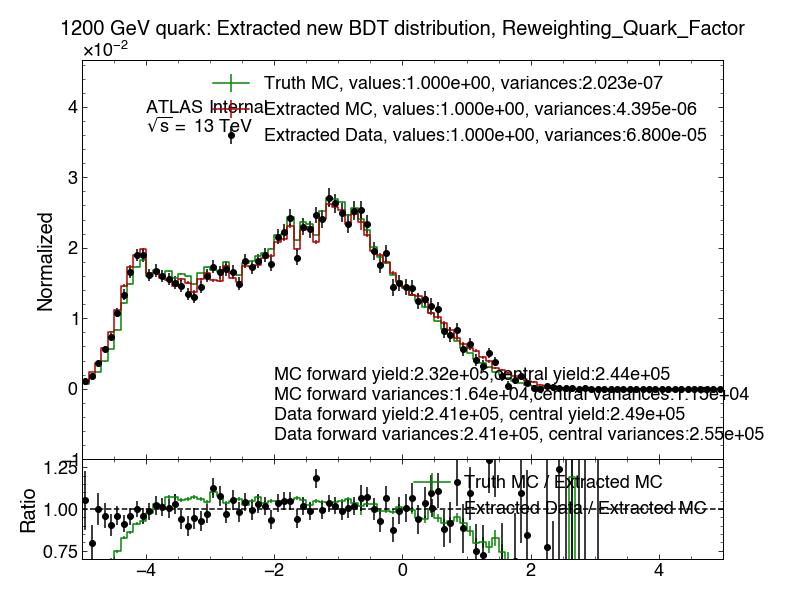 1200 GeV quark: Extracted new BDT distribution, Reweighting_Quark_Factor
×10⁻²
Truth MC, values:1.000e+00, variances:2.023e-07
ATLAS Internal
Extracted MC, values:1.000e+00, variances:4.395e-06
√s = 13 TeV
Extracted Data, values:1.000e+00, variances:6.800e-05
4
3
2
1
0
1
Normalized
MC forward yield:2.32e+05, central yield:2.44e+05
MC forward variances:1.64e+04,central variances:1.15e+04
Data forward yield:2.41e+05, central yield:2.49e+05
Data forward variances:2.41e+05, central variances:2.55e+05
Truth MC / Extracted MC
Extracted Data / Extracted MC
1.25
1.00
0.75
Ratio
−4 −2 0 2 4